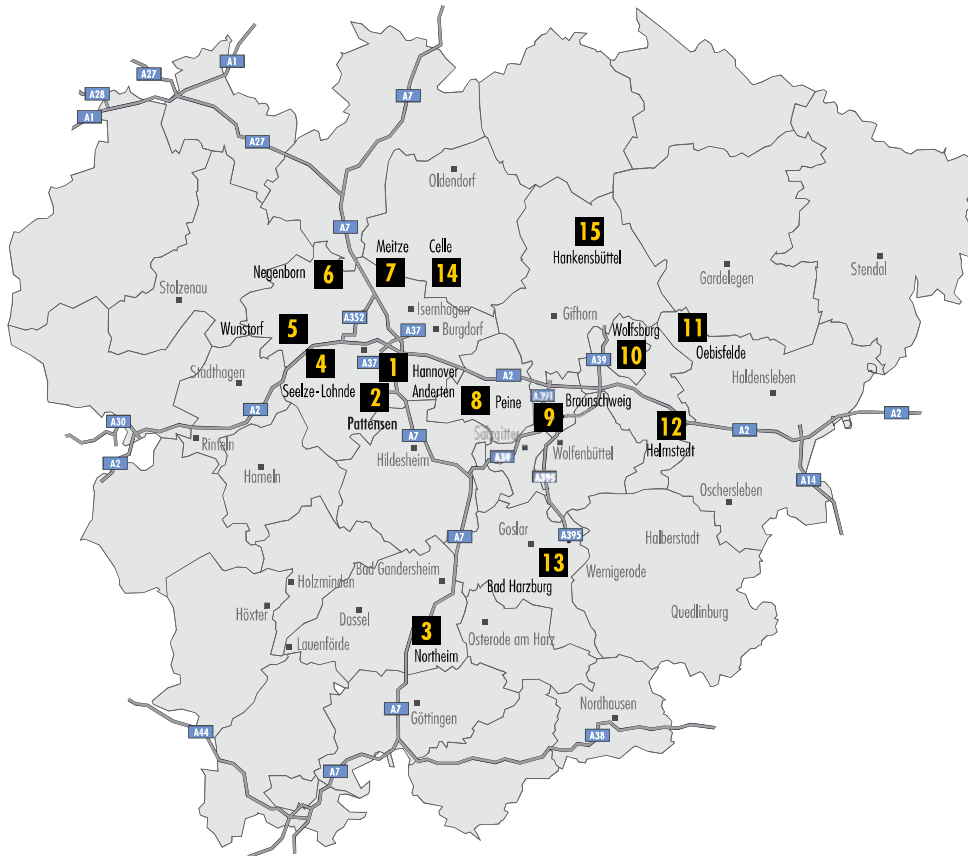 A1
A27
A7
A28
A1
A27
Oldendorf
A7
15
Hankensbüttel
Meitze
Celle
Negenborn
6
7
14
Gardelegen
Stendal
Stolzenau
Isernhagen
Gifhorn
A352
Wunstorf
5
A37
Burgdorf
Wolfsburg
11
Oebisfelde
4
A37
1
Hannover
Anderten
A39
10
Stadthagen
Seelze-Lohnde
A2
Haldensleben
2
Pattensen
8
Peine
A391
Braunschweig
9
A2
A30
Rinteln
A7
Salzgitter
12
Helmstedt
A2
A2
A2
Hildesheim
A39
Wolfenbüttel
Hameln
A395
A14
Oschersleben
A7
Goslar
A395
Halberstadt
13
Bad Harzburg
Wernigerode
Bad Gandersheim
Holzminden
Höxter
Dassel
Quedlinburg
3
Northeim
Osterode am Harz
Lauenförde
A7
Göttingen
Nordhausen
A44
A38
A7